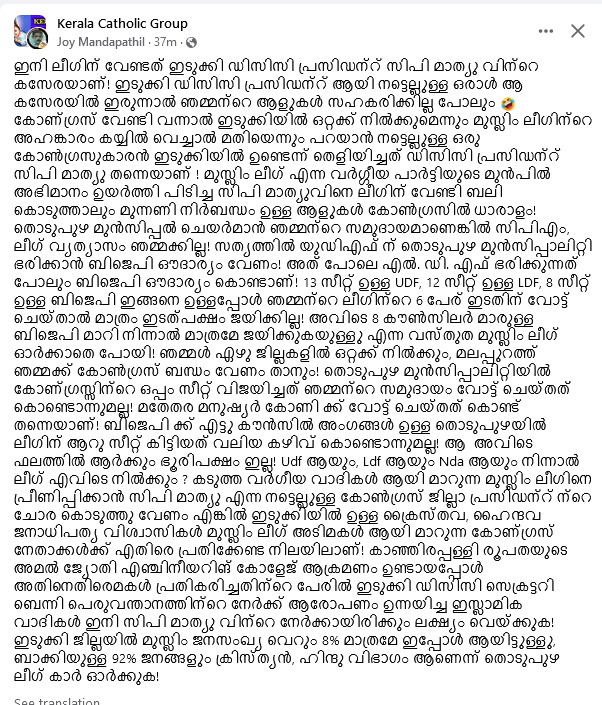 Kerala Catholic Group
Joy Mandapathil · 37m ·
ഇനി ലീഗിന് വേണ്ടത് ഇടുക്കി ഡിസിസി പ്രസിഡന്റ് സിപി മാത്യു വിന്റെ
കസേരയാണ്! ഇടുക്കി ഡിസിസി പ്രസിഡന്റ് ആയി നട്ടെല്ലുള്ള ഒരാൾ ആ
കസേരയിൽ ഇരുന്നാൽ ഞമ്മന്റെ ആളുകൾ സഹകരിക്കില്ല പോലും 🤣
കോൺഗ്രസ് വേണ്ടി വന്നാൽ ഇടുക്കിയിൽ ഒറ്റക്ക് നിൽക്കുമെന്നും മുസ്ലിം ലീഗിന്റെ
അഹങ്കാരം കയ്യിൽ വെച്ചാൽ മതിയെന്നും പറയാൻ നട്ടെല്ലുള്ള ഒരു
കോൺഗ്രസുകാരൻ ഇടുക്കിയിൽ ഉണ്ടെന്ന് തെളിയിച്ചത് ഡിസിസി പ്രസിഡന്റ്
സിപി മാത്യു തന്നെയാണ് ! മുസ്ലിം ലീഗ് എന്ന വർഗ്ഗീയ പാർട്ടിയുടെ മുൻപിൽ
അഭിമാനം ഉയർത്തി പിടിച്ച സിപി മാത്യുവിനെ ലീഗിന് വേണ്ടി ബലി
കൊടുത്താലും മുന്നണി നിർബന്ധം ഉള്ള ആളുകൾ കോൺഗ്രസിൽ ധാരാളം!
തൊടുപുഴ മുൻസിപ്പൽ ചെയർമാൻ ഞമ്മന്റെ സമുദായമാണെങ്കിൽ സിപിഎം,
ലീഗ് വ്യത്യാസം ഞമ്മക്കില്ല! സത്യത്തിൽ യുഡിഎഫ് ന് തൊടുപുഴ മുൻസിപ്പാലിറ്റി
ഭരിക്കാൻ ബിജെപി ഔദാര്യം വേണം! അത് പോലെ എൽ. ഡി. എഫ് ഭരിക്കുന്നത്
പോലും ബിജെപി ഔദാര്യം കൊണ്ടാണ്! 13 സീറ്റ് ഉള്ള UDF, 12 സീറ്റ് ഉള്ള LDF, 8 സീറ്റ്
ഉള്ള ബിജെപി ഇങ്ങനെ ഉള്ളപ്പോൾ ഞമ്മന്റെ ലീഗിന്റെ 6 പേര് ഇടതിന് വോട്ട്
ചെയ്താൽ മാത്രം ഇടത്പക്ഷം ജയിക്കില്ല! അവിടെ 8 കൗൺസിലർ മാരുള്ള
ബിജെപി മാറി നിന്നാൽ മാത്രമേ ജയിക്കുകയുള്ളു എന്ന വസ്തുത മുസ്ലിം ലീഗ്
ഓർക്കാതെ പോയി! ഞമ്മൾ ഏഴു ജില്ലകളിൽ ഒറ്റക്ക് നിൽക്കും, മലപ്പുറത്ത്
ഞമ്മക്ക് കോൺഗ്രസ് ബന്ധം വേണം താനും! തൊടുപുഴ മുൻസിപ്പാലിറ്റിയിൽ
കോൺഗ്രസ്സിന്റെ ഒപ്പം സീറ്റ് വിജയിച്ചത് ഞമ്മന്റെ സമുദായം വോട്ട് ചെയ്തത്
കൊണ്ടൊന്നുമല്ല! മതേതര മനുഷ്യർ കോണി ക്ക് വോട്ട് ചെയ്തത് കൊണ്ട്
തന്നെയാണ്! ബിജെപി ക്ക് എട്ടു കൗൻസിൽ അംഗങ്ങൾ ഉള്ള തൊടുപുഴയിൽ
ലീഗിന് ആറു സീറ്റ് കിട്ടിയത് വലിയ കഴിവ് കൊണ്ടൊന്നുമല്ല! ആ അവിടെ
ഫലത്തിൽ ആർക്കും ഭൂരിപക്ഷം ഇല്ല! Udf ആയും, Ldf ആയും Nda ആയും നിന്നാൽ
ലീഗ് എവിടെ നിൽക്കും ? കടുത്ത വർഗീയ വാദികൾ ആയി മാറുന്ന മുസ്ലിം ലീഗിനെ
പ്രീണിപ്പിക്കാൻ സിപി മാത്യു എന്ന നട്ടെല്ലുള്ള കോൺഗ്രസ് ജില്ലാ പ്രസിഡന്റ് ന്റെ
ചോര കൊടുത്തു വേണം എങ്കിൽ ഇടുക്കിയിൽ ഉള്ള ക്രൈസ്തവ, ഹൈന്ദവ
ജനാധിപത്യ വിശ്വാസികൾ മുസ്ലിം ലീഗ് അടിമകൾ ആയി മാറുന്ന കോണ്ഗ്രസ്
നേതാക്കൾക്ക് എതിരെ പ്രതികേണ്ട നിലയിലാണ്! കാഞ്ഞിരപ്പള്ളി രൂപതയുടെ
അമൽ ജ്യോതി എഞ്ചിനീയറിങ് കോളേജ് ആക്രമണം ഉണ്ടായപ്പോൾ
അതിനെതിരെമകൾ പ്രതികരിച്ചതിന്റെ പേരിൽ ഇടുക്കി ഡിസിസി സെക്രട്ടറി
ബെന്നി പെരുവന്താനത്തിന്റെ നേർക്ക് ആരോപണം ഉന്നയിച്ച ഇസ്ലാമിക
വാദികൾ ഇനി സിപി മാത്യു വിന്റെ നേർക്കായിരിക്കും ലക്ഷ്യം വെയ്ക്കുക!
ഇടുക്കി ജില്ലയിൽ മുസ്ലിം ജനസംഖ്യ വെറും 8% മാത്രമേ ഇപ്പോൾ ആയിട്ടുള്ളു,
ബാക്കിയുള്ള 92% ജനങ്ങളും ക്രിസ്ത്യൻ, ഹിന്ദു വിഭാഗം ആണെന്ന് തൊടുപുഴ
ലീഗ് കാർ ഓർക്കുക!
See translation